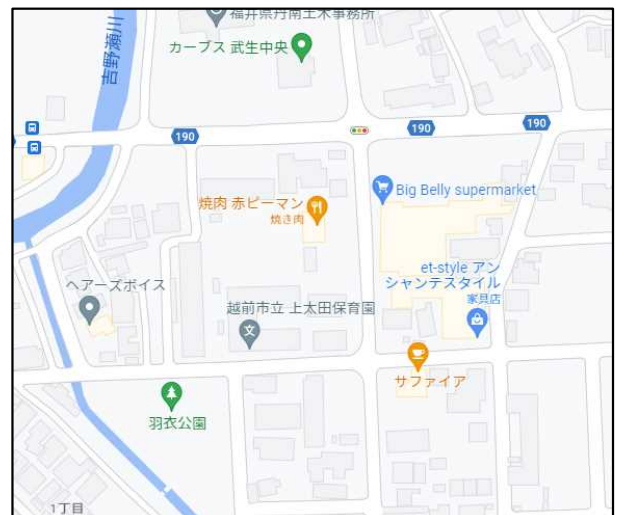 福井県丹南土木事務所
カーブス 武生中央
吉野瀬川
190
190
190
焼肉 赤ピーマン
焼き肉
Big Belly supermarket
et-style アン
シャンテスタイル
家具店
ヘアーズボイス
越前市立 上太田保育園
サファイア
羽衣公園
1丁目